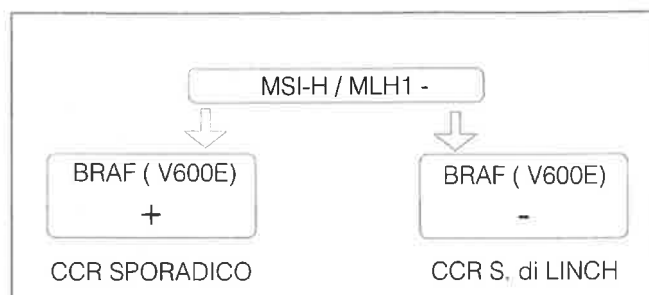 MSI-H / MLH1 -
BRAF ( V600E)
+
BRAF ( V600E)
-
CCR SPORADICO
CCR S. di LINCH